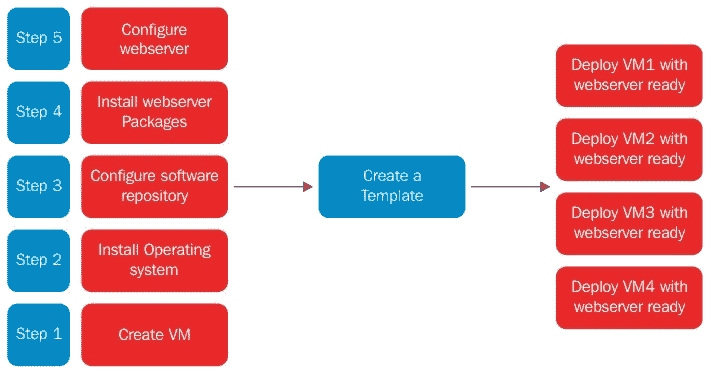 Step 5
Configure
webserver
Step 4
Install webserver
Packages
Step 3
Configure software
repository
Step 2
Install Operating
system
Step 1
Create VM
Create a
Template
Deploy VM1 with
webserver ready
Deploy VM2 with
webserver ready
Deploy VM3 with
webserver ready
Deploy VM4 with
webserver ready